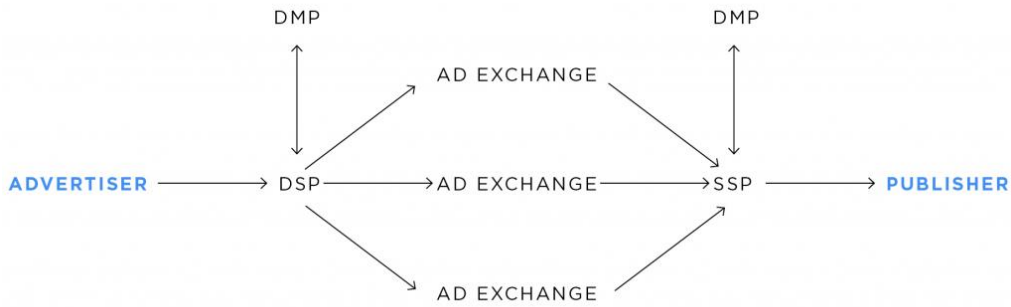 DMP
DMP
AD EXCHANGE
ADVERTISER
DSP
AD EXCHANGE
SSP
PUBLISHER
AD EXCHANGE